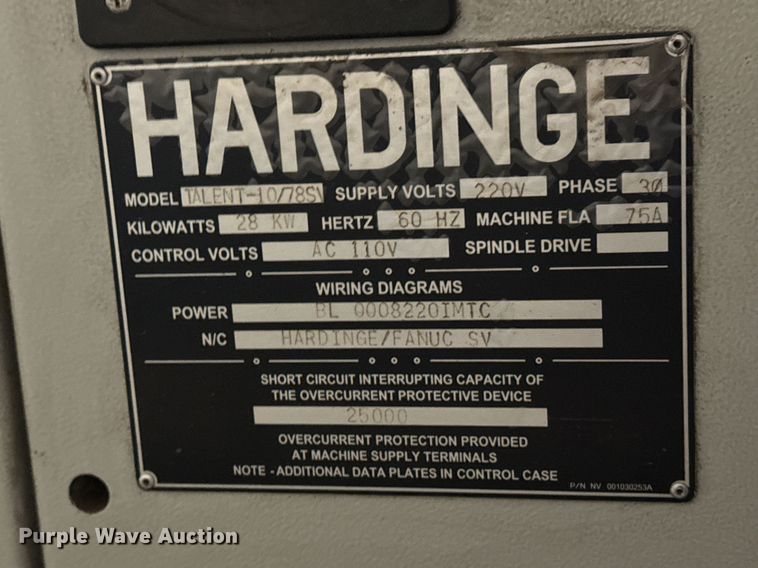 HARDINGE
MODEL TALENT-10/78SV SUPPLY VOLTS 220V PHASE 3Ø
KILOWATTS 28 KW HERTZ 60 HZ MACHINE FLA 75A
CONTROL VOLTS AC 110V SPINDLE DRIVE
WIRING DIAGRAMS
POWER BL 0008220IMTC
N/C HARDINGE/FANUC SV
SHORT CIRCUIT INTERRUPTING CAPACITY OF
THE OVERCURRENT PROTECTIVE DEVICE
25000
OVERCURRENT PROTECTION PROVIDED
AT MACHINE SUPPLY TERMINALS
NOTE - ADDITIONAL DATA PLATES IN CONTROL CASE
P/N NV 001030253A
Purple Wave Auction